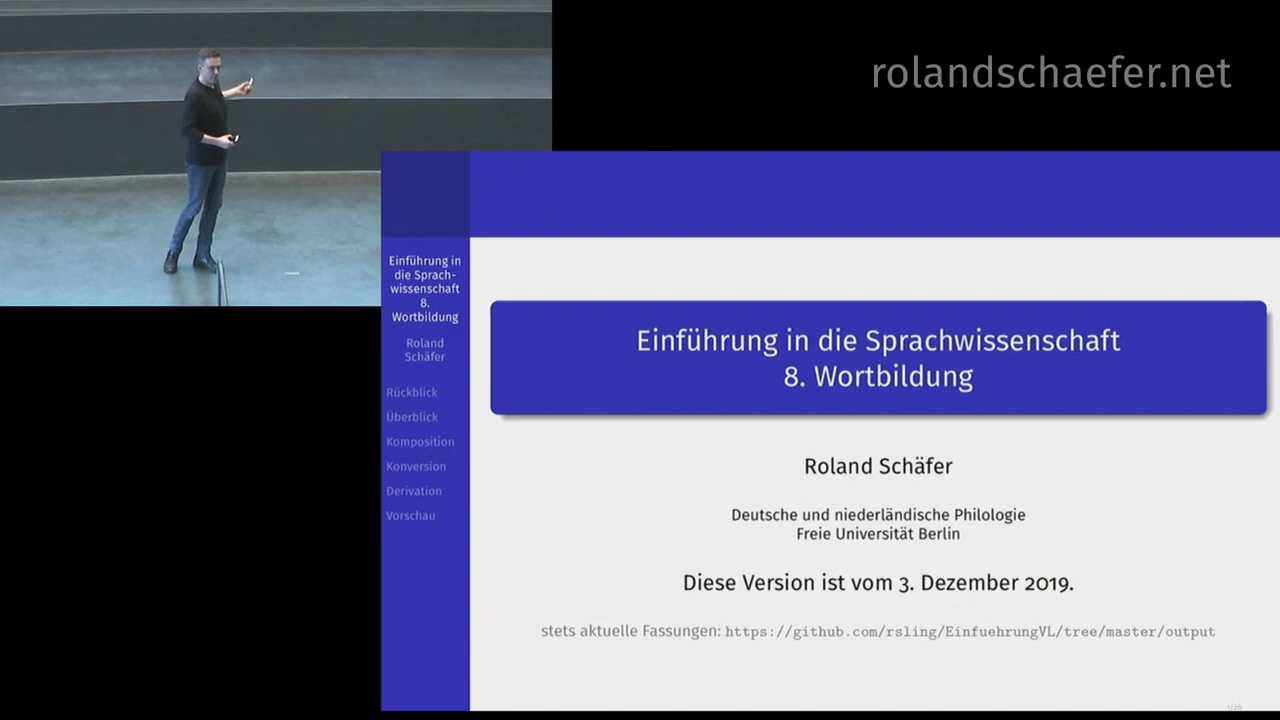 rolandschaefer.net
Einführung in
die Sprach-
wissenschaft
8.
Wortbildung
Roland
Schäfer
Rückblick
Überblick
Komposition
Konversion
Derivation
Vorschau
Einführung in die Sprachwissenschaft
8. Wortbildung
Roland Schäfer
Deutsche und niederländische Philologie
Freie Universität Berlin
Diese Version ist vom 3. Dezember 2019.
stets aktuelle Fassungen: https://github.com/rsling/EinfuehrungVL/tree/master/output
1/26